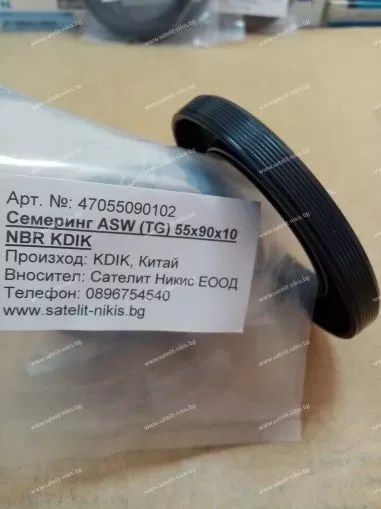 Арт. №: 47055090102
Семеринг ASW (TG) 55x90x10
NBR KDIK
Произход: KDIK, Китай
Вносител: Сателит Никис ЕООД
Телефон: 0896754540
www.satelit-nikis.bg